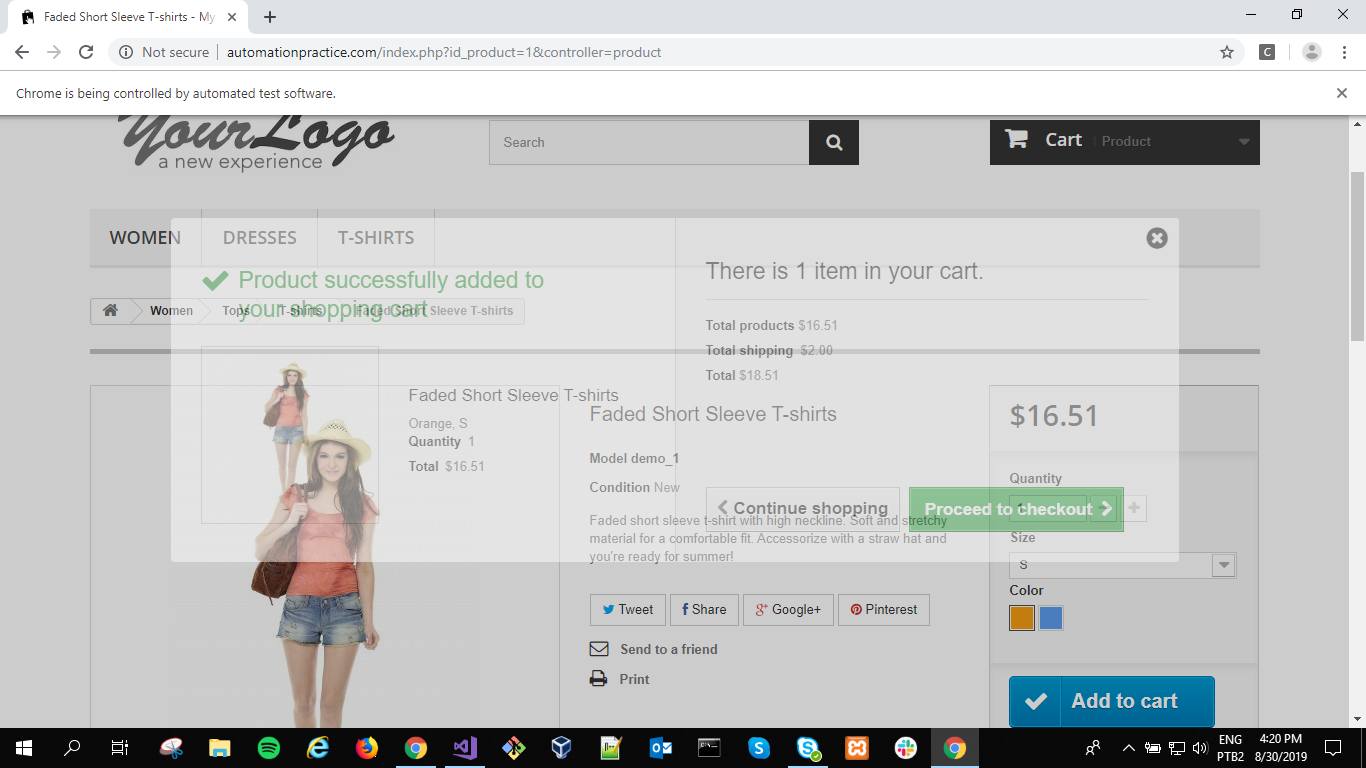 Faded Short Sleeve T-shirts - My
Not secure
automationpractice.com/index.php?id_product=1&controller=product
C
Chrome is being controlled by automated test software.
YourLogo
a new experience
Search
Cart
Product
WOMEN
DRESSES
T-SHIRTS
Women
Tops
T-shirts
Faded Short Sleeve T-shirts
Product successfully added to
your shopping cart
Faded Short Sleeve T-shirts
Orange, S
Quantity 1
Total $16.51
There is 1 item in your cart.
Total products $16.51
Total shipping $2.00
Total $18.51
Continue shopping
Proceed to checkout
Faded Short Sleeve T-shirts
Model demo_1
Condition New
Faded short sleeve t-shirt with high neckline. Soft and stretchy
material for a comfortable fit. Accessorize with a straw hat and
you're ready for summer!
Tweet
Share
Google+
Pinterest
Send to a friend
Print
$16.51
Quantity
1
Size
S
Color
Add to cart
ENG
PTB2
4:20 PM
8/30/2019